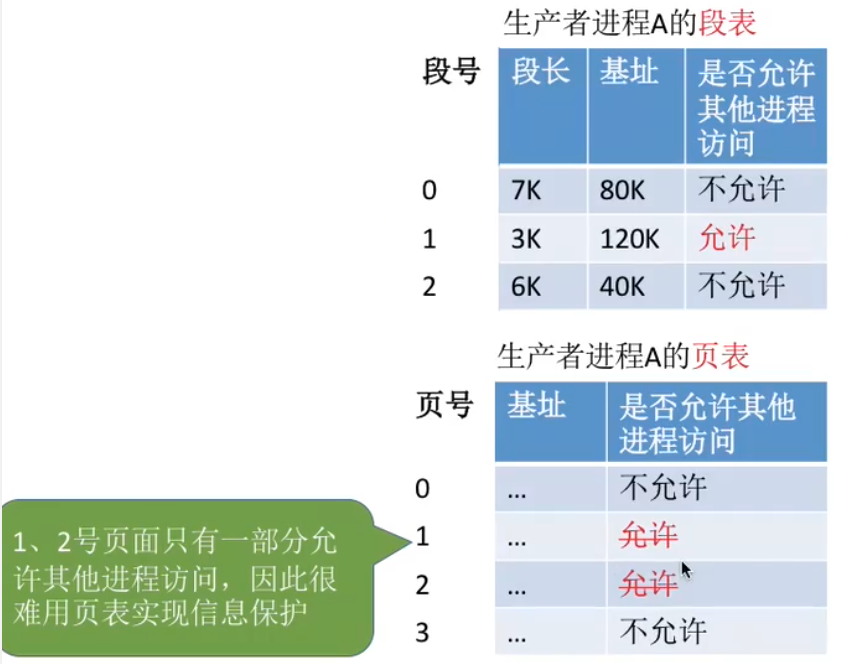 生产者进程A的段表
段号 段长 基址 是否允许
其他进程
访问
0 7K 80K 不允许
1 3K 120K 允许
2 6K 40K 不允许
生产者进程A的页表
页号 基址 是否允许其他
进程访问
0 ... 不允许
1 ... 允许
2 ... 允许
3 ... 不允许
1、2号页面只有一部分允
许其他进程访问，因此很
难用页表实现信息保护